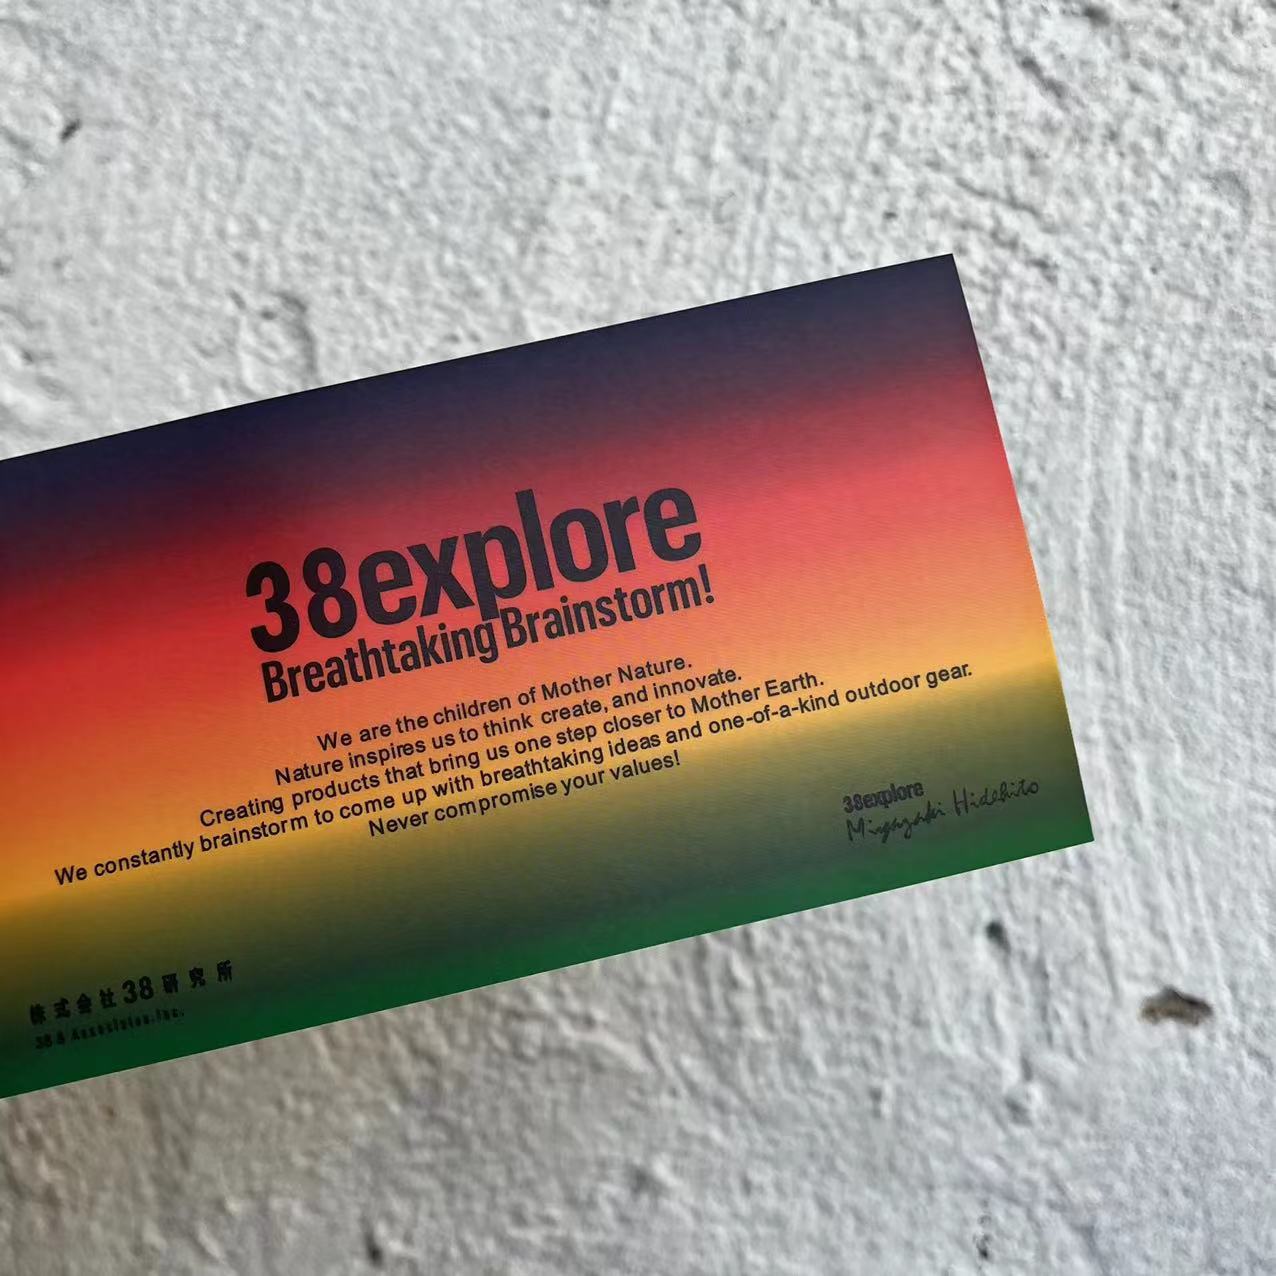 38explore
Breathtaking Brainstorm!
We are the children of Mother Nature.
Nature inspires us to think create, and innovate.
Creating products that bring us one step closer to Mother Earth.
We constantly brainstorm to come up with breathtaking ideas and one-of-a-kind outdoor gear.
Never compromise your values!
38explore
Miyazaki Hidehito
株式会社38研究所
38 & Associates.Inc.